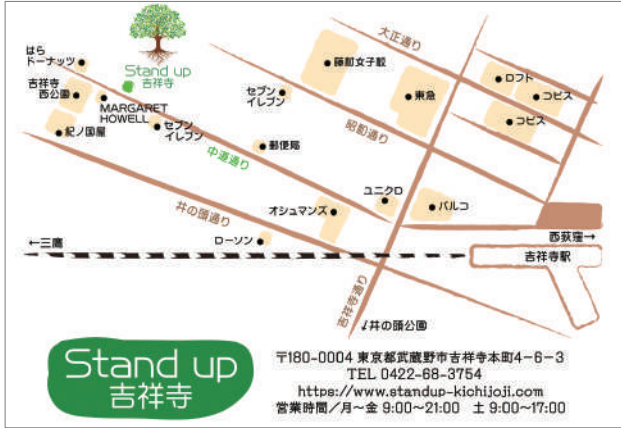 はら
ドーナッツ
Stand up
吉祥寺
吉祥寺
西公園
MARGARET
HOWELL
紀ノ国屋
セブン
イレブン
中道通り
セブン
イレブン
郵便局
藤村女子校
大正通り
東急
昭和通り
ロフト
コピス
コピス
井の頭通り
オシュマンズ
ユニクロ
パルコ
ローソン
←三鷹
西荻窪→
吉祥寺駅
吉祥寺通り
↓井の頭公園
Stand up
吉祥寺
〒180-0004 東京都武蔵野市吉祥寺本町4-6-3
TEL 0422-68-3754
https://www.standup-kichijoji.com
営業時間/月~金 9:00~21:00 土 9:00~17:00